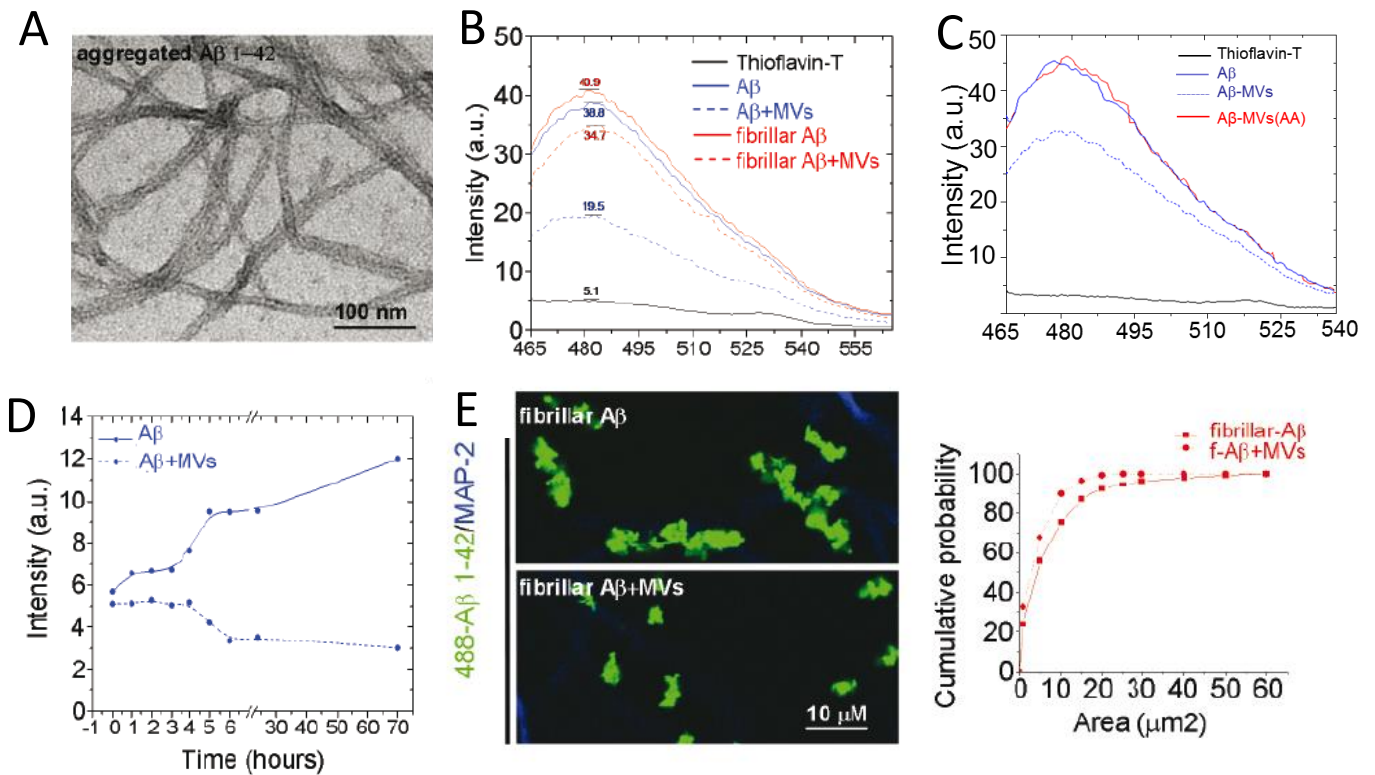 A
aggregated Aβ 1–42
100 nm
B
Intensity (a.u.)
50
40
30
20
10
0
465
480
495
510
525
540
555
40.9
38.8
34.7
19.5
5.1
Thioflavin-T
Aβ
Aβ+MVs
fibrillar Aβ
fibrillar Aβ+MVs
C
Intensity (a.u.)
50
40
30
20
10
465
480
495
510
525
540
Thioflavin-T
Aβ
Aβ-MVs
Aβ-MVs(AA)
D
Intensity (a.u.)
14
12
10
8
6
4
2
0
-1
0
1
2
3
4
5
6
30
40
50
60
70
Time (hours)
Aβ
Aβ+MVs
E
488-Aβ 1-42/MAP-2
fibrillar Aβ
fibrillar Aβ+MVs
10 μM
fibrillar-Aβ
f-Aβ+MVs
Cumulative probability
100
80
60
40
20
0
0
10
20
30
40
50
60
Area (μm2)